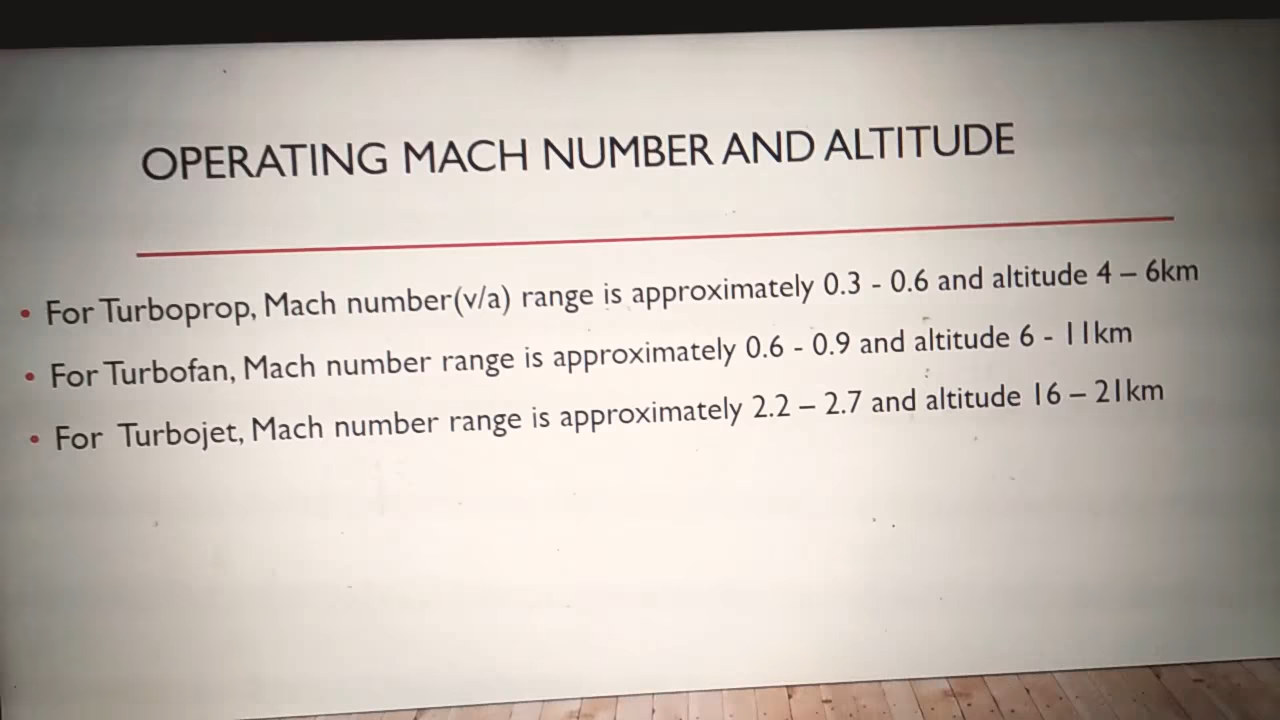 OPERATING MACH NUMBER AND ALTITUDE
• For Turboprop, Mach number(v/a) range is approximately 0.3 - 0.6 and altitude 4 – 6km
• For Turbofan, Mach number range is approximately 0.6 - 0.9 and altitude 6 - 11km
• For Turbojet, Mach number range is approximately 2.2 – 2.7 and altitude 16 – 21km